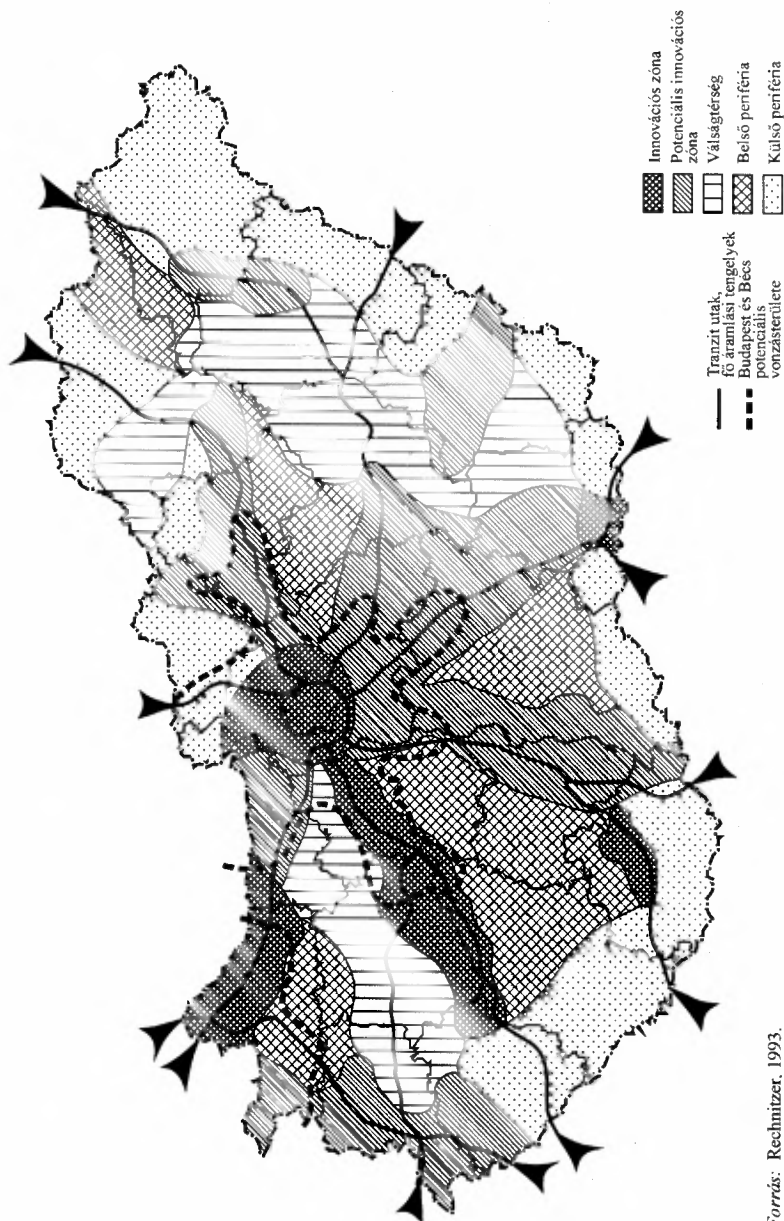 Tranzit utak,
fő áramlási tengelyek
Budapest és Bécs
potenciális
vonzásterülete
Innovációs zóna
Potenciális innovációs
zóna
Válságtérség
Belső periféria
Külső periféria
Forrás: Rechnitzer, 1993.